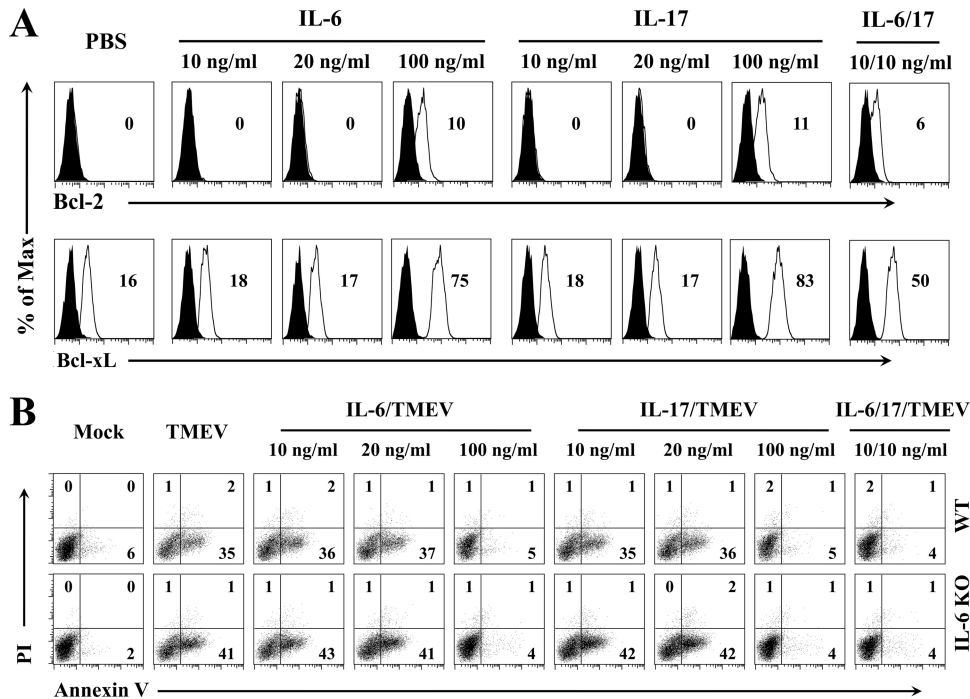 A
PBS
IL-6
IL-17
IL-6/17
10 ng/ml 20 ng/ml 100 ng/ml 10 ng/ml 20 ng/ml 100 ng/ml 10/10 ng/ml
0 0 0 10 0 0 11 6
Bcl-2
16 18 17 75 18 17 83 50
Bcl-xL
% of Max
B
Mock
TMEV
IL-6/TMEV
IL-17/TMEV
IL-6/17/TMEV
10 ng/ml 20 ng/ml 100 ng/ml 10 ng/ml 20 ng/ml 100 ng/ml 10/10 ng/ml
0 0 1 2 1 2 1 1 1 1 1 1 1 1 2 1 2 1
6 35 36 37 5 35 36 5 4
WT
0 0 1 1 1 1 1 1 1 1 1 1 0 2 1 1 1 1
2 41 43 41 4 42 42 4 4
IL-6 KO
PI
Annexin V